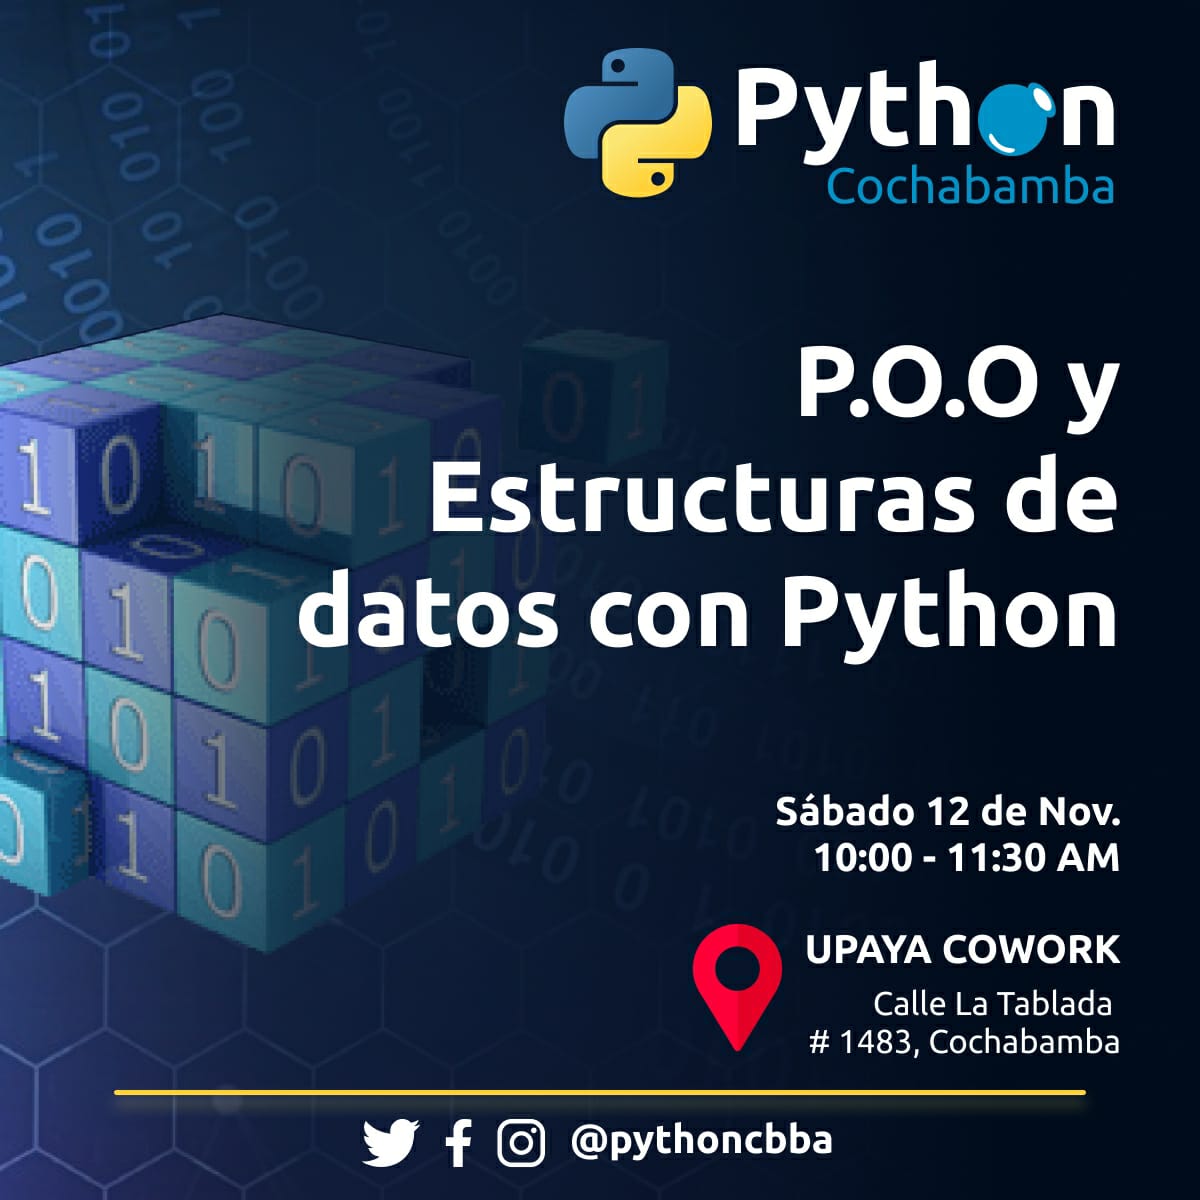 Python
Cochabamba
P.O.O y
Estructuras de
datos con Python
Sábado 12 de Nov.
10:00 - 11:30 AM
UPAYA COWORK
Calle La Tablada
# 1483, Cochabamba
@pythoncbba